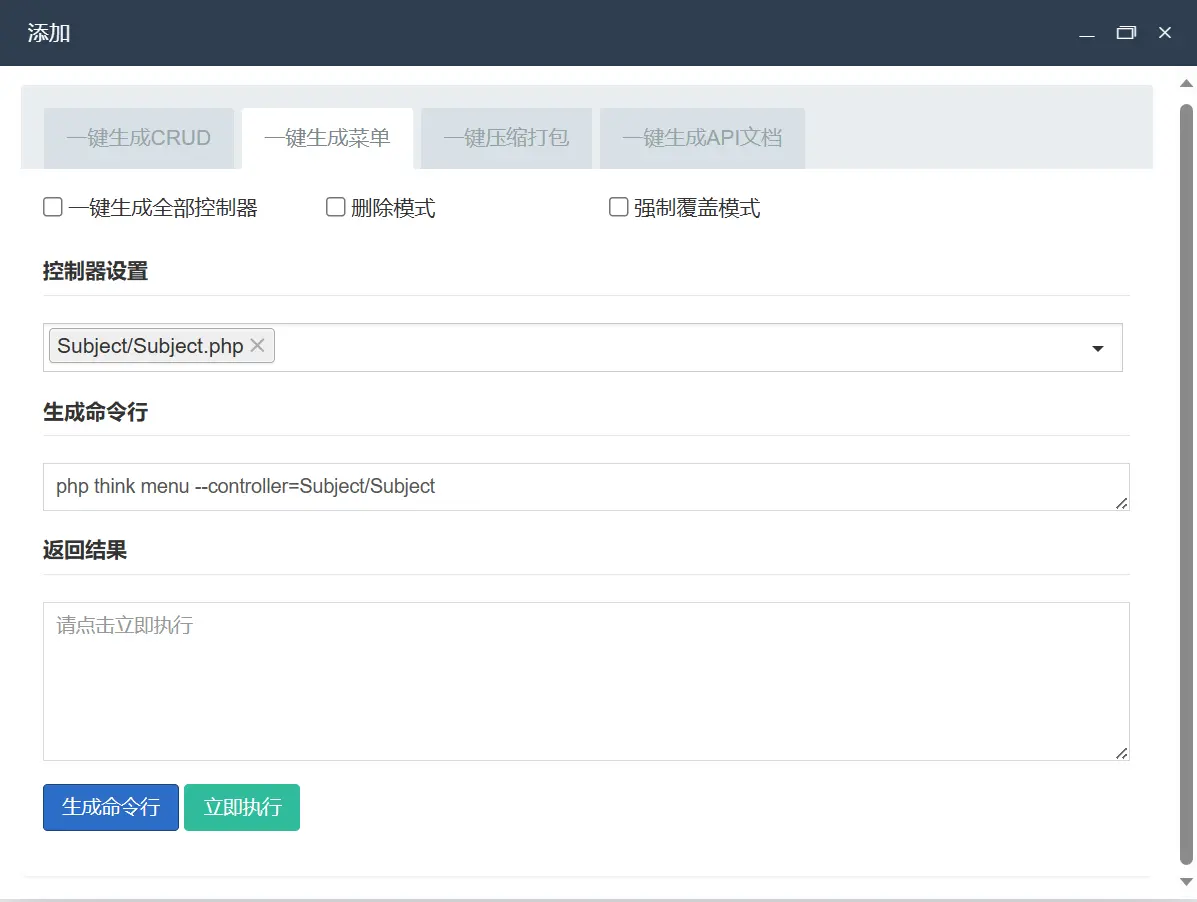 添加
一键生成CRUD 一键生成菜单 一键压缩打包 一键生成API文档
一键生成全部控制器 删除模式 强制覆盖模式
控制器设置
Subject/Subject.php
生成命令行
php think menu --controller=Subject/Subject
返回结果
请点击立即执行
生成命令行 立即执行